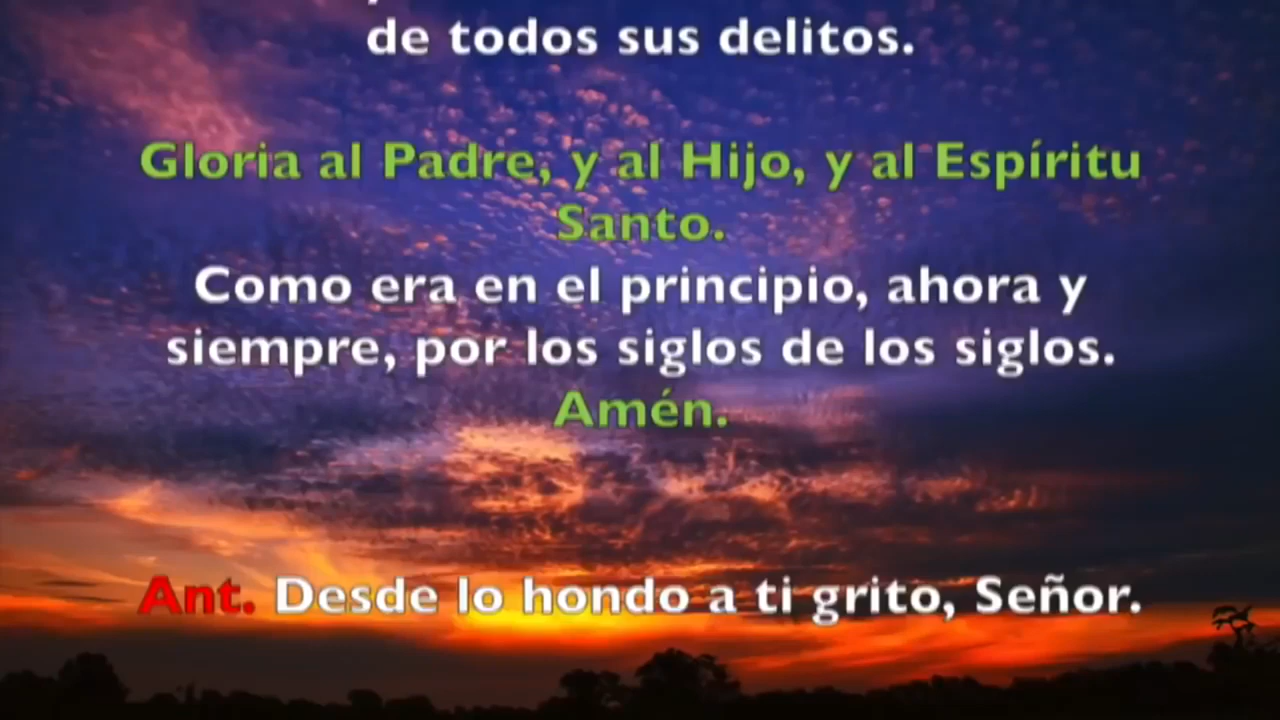 de todos sus delitos.
Gloria al Padre, y al Hijo, y al Espíritu
Santo.
Como era en el principio, ahora y
siempre, por los siglos de los siglos.
Amén.
Ant. Desde lo hondo a ti grito, Señor.